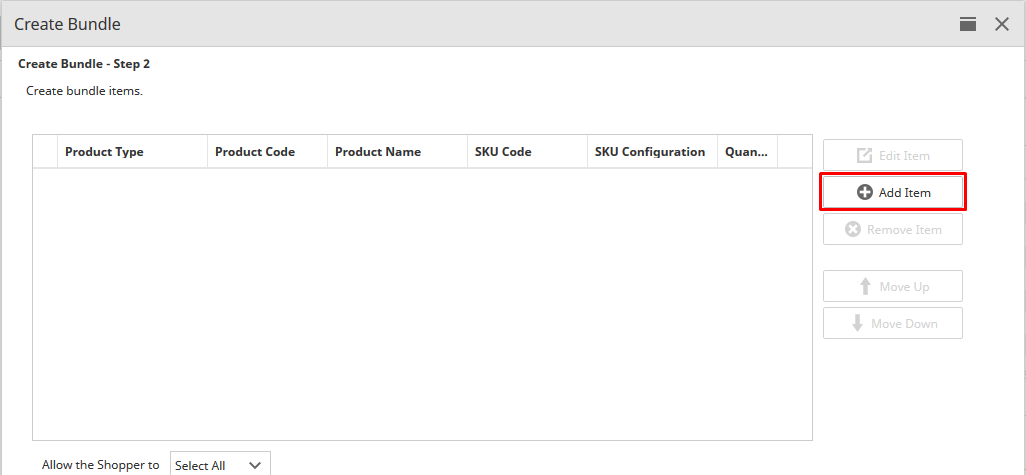 Create Bundle
Create Bundle - Step 2
Create bundle items.
Product Type Product Code Product Name SKU Code SKU Configuration Quan...
Edit Item
Add Item
Remove Item
Move Up
Move Down
Allow the Shopper to Select All